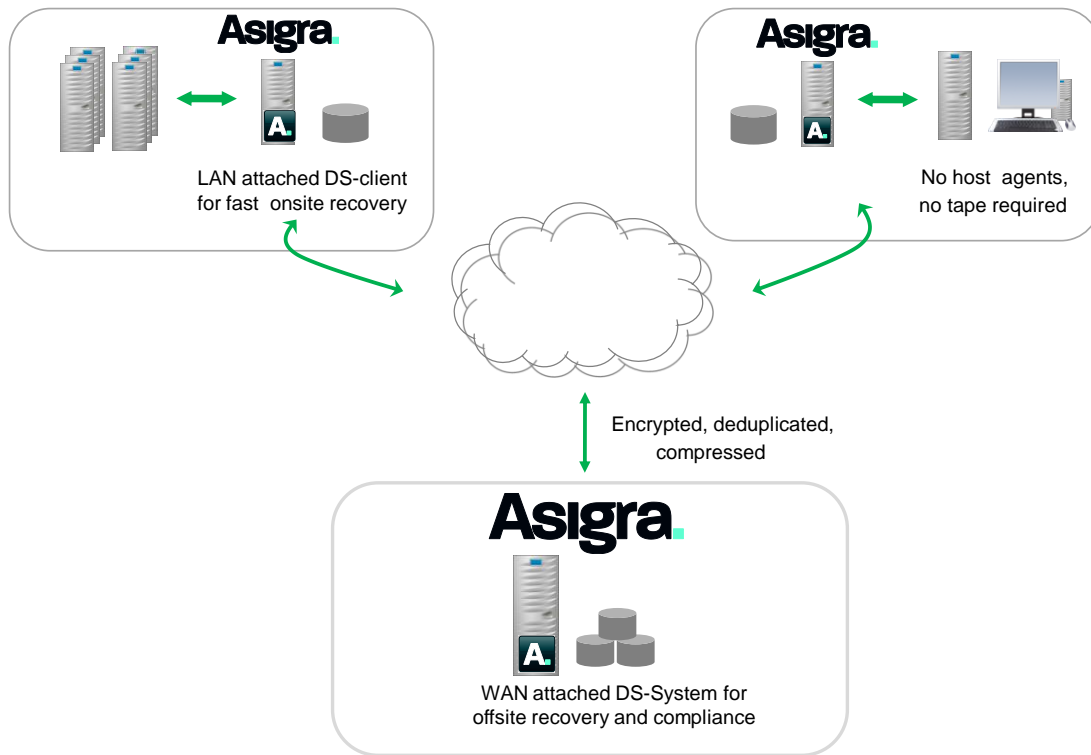 Asigra.
A.
LAN attached DS-client
for fast onsite recovery
Asigra.
A.
No host agents,
no tape required
Encrypted, deduplicated,
compressed
Asigra.
A.
WAN attached DS-System for
offsite recovery and compliance